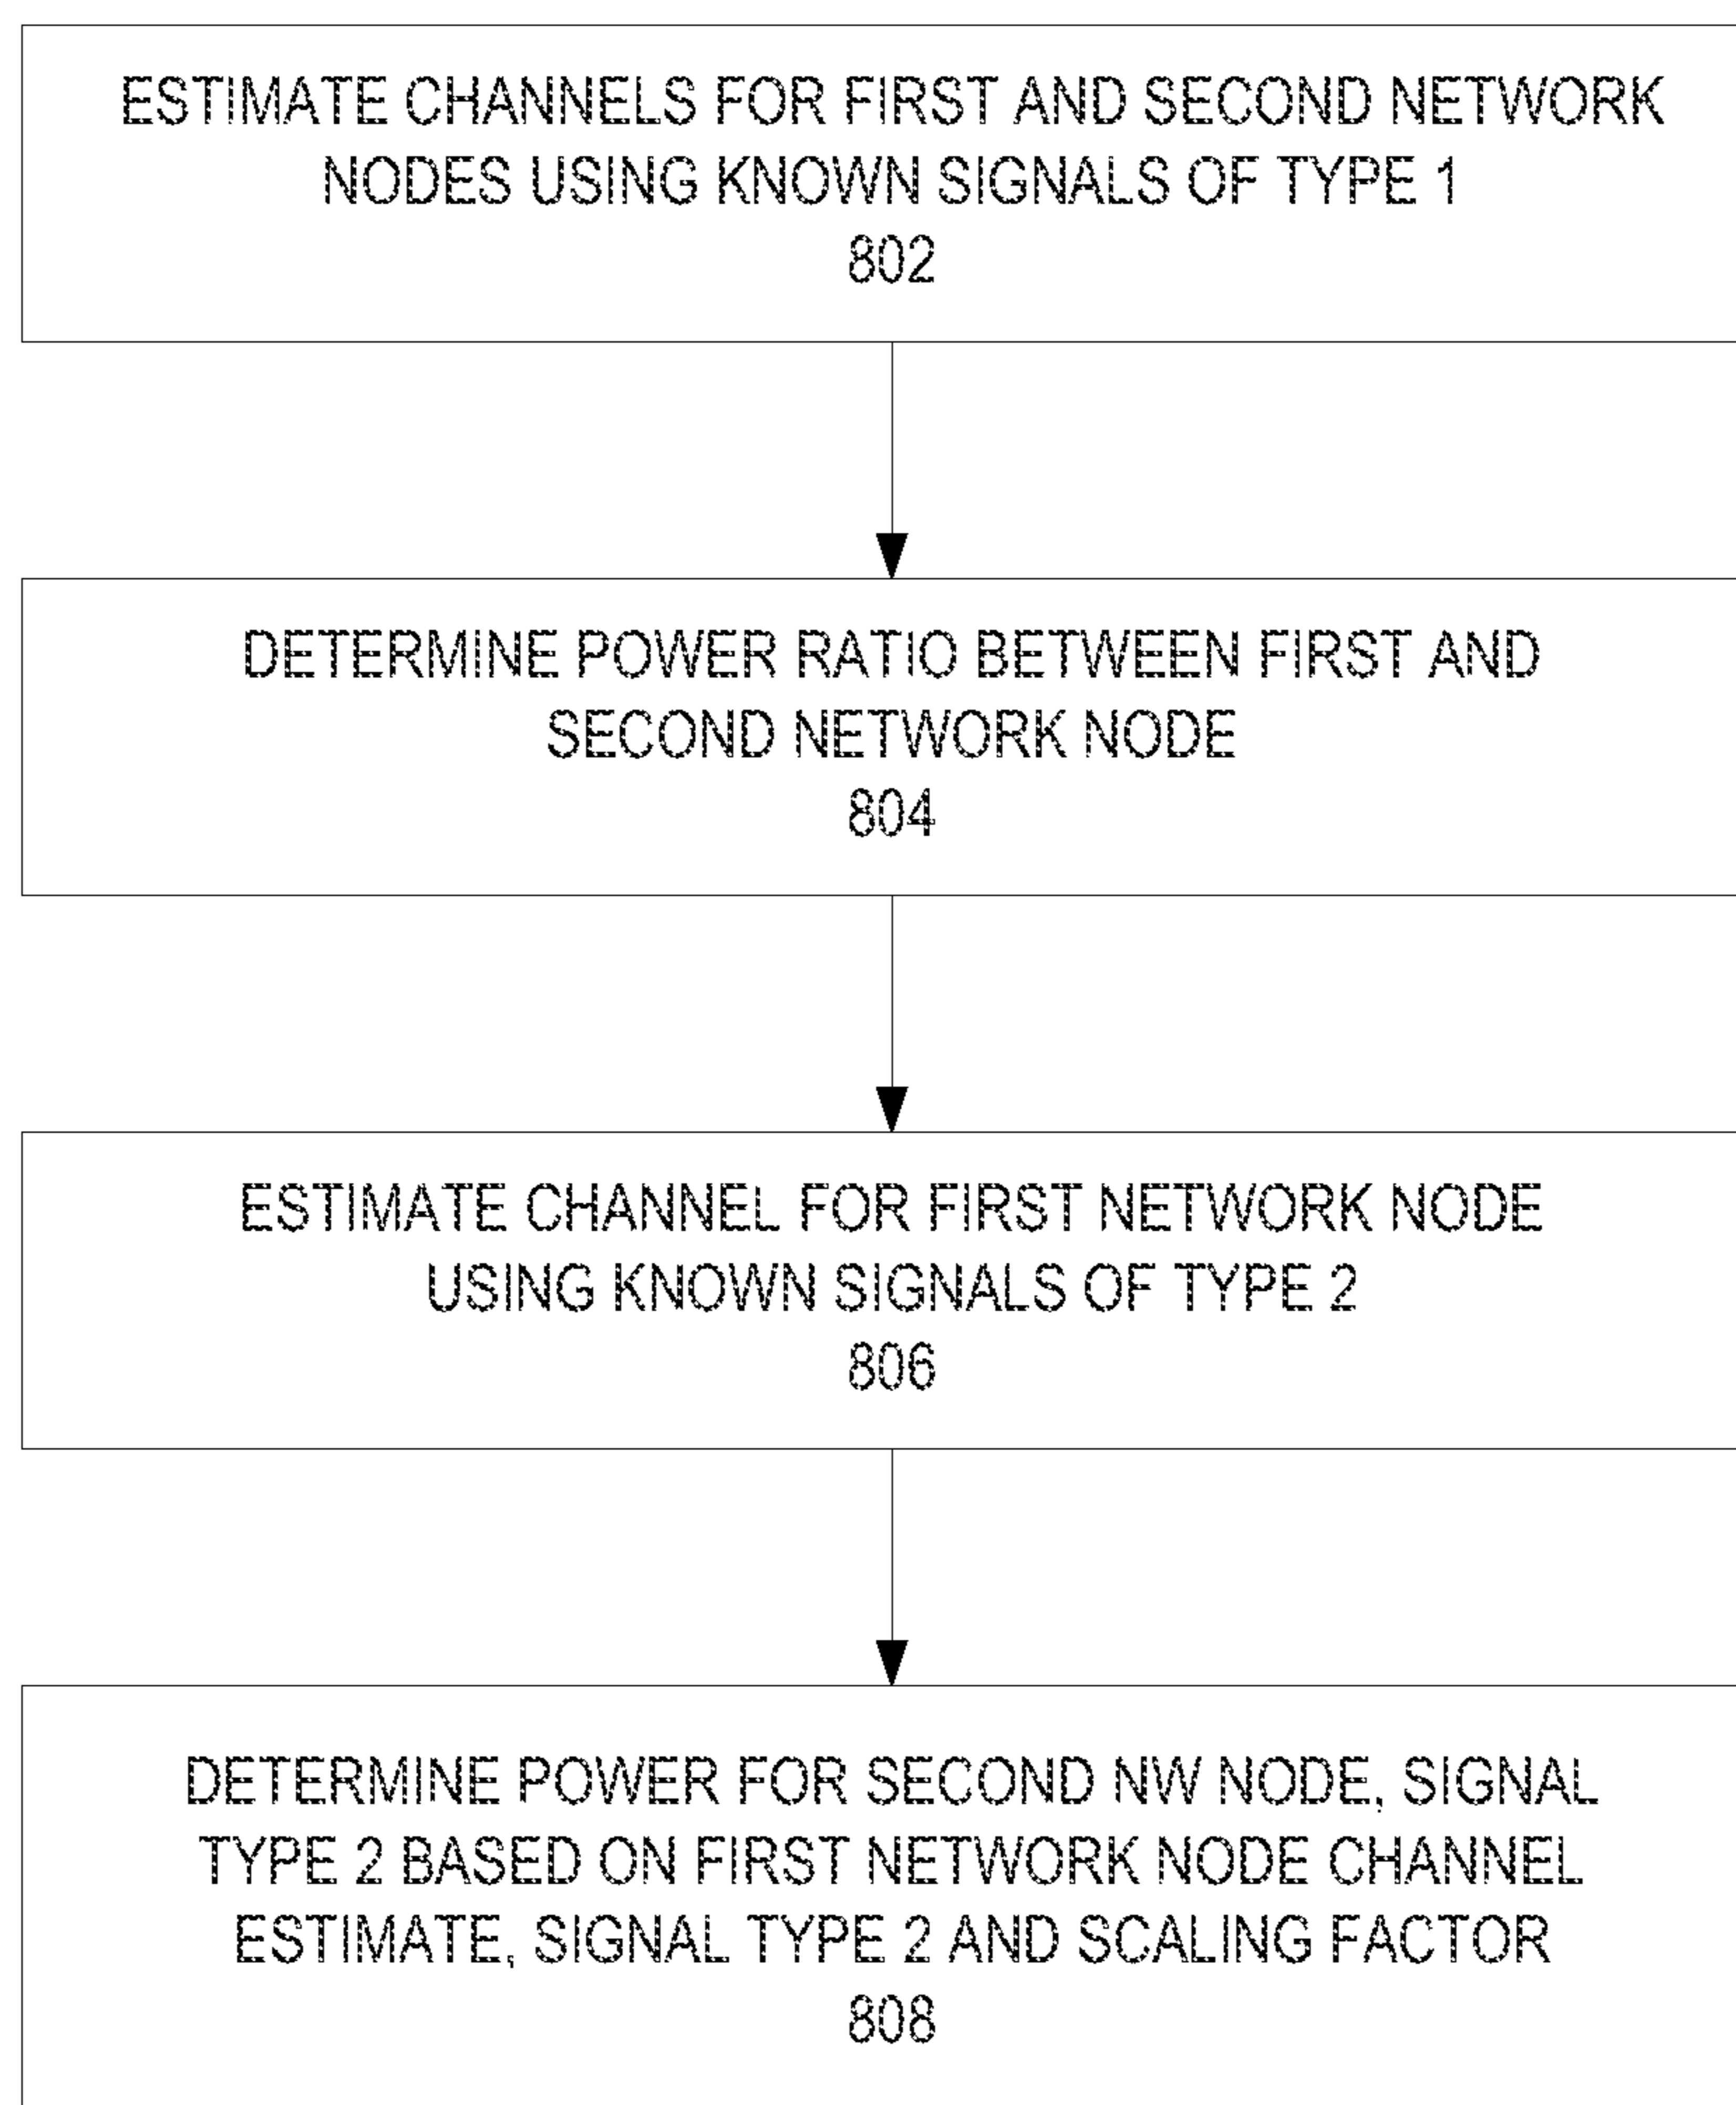 ESTIMATE CHANNELS FOR FIRST AND SECOND NETWORK
NODES USING KNOWN SIGNALS OF TYPE 1
802
DETERMINE POWER RATIO BETWEEN FIRST AND
SECOND NETWORK NODE
804
ESTIMATE CHANNEL FOR FIRST NETWORK NODE
USING KNOWN SIGNALS OF TYPE 2
806
DETERMINE POWER FOR SECOND NW NODE, SIGNAL
TYPE 2 BASED ON FIRST NETWORK NODE CHANNEL
ESTIMATE, SIGNAL TYPE 2 AND SCALING FACTOR
808